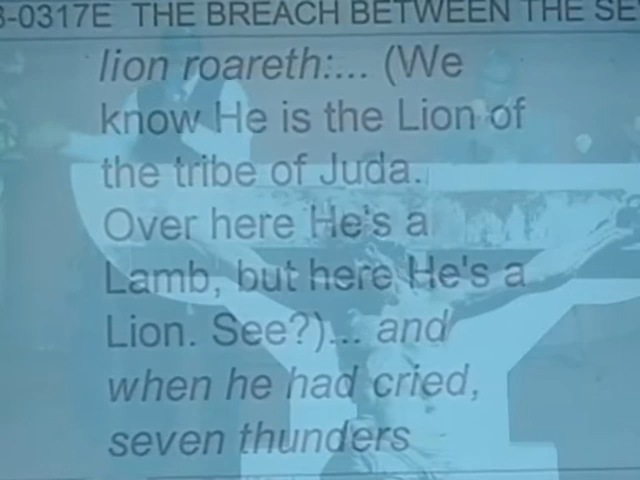 3-0317E THE BREACH BETWEEN THE SE
lion roareth:... (We
know He is the Lion of
the tribe of Juda.
Over here He's a
Lamb, but here He's a
Lion. See?)... and
when he had cried,
seven thunders